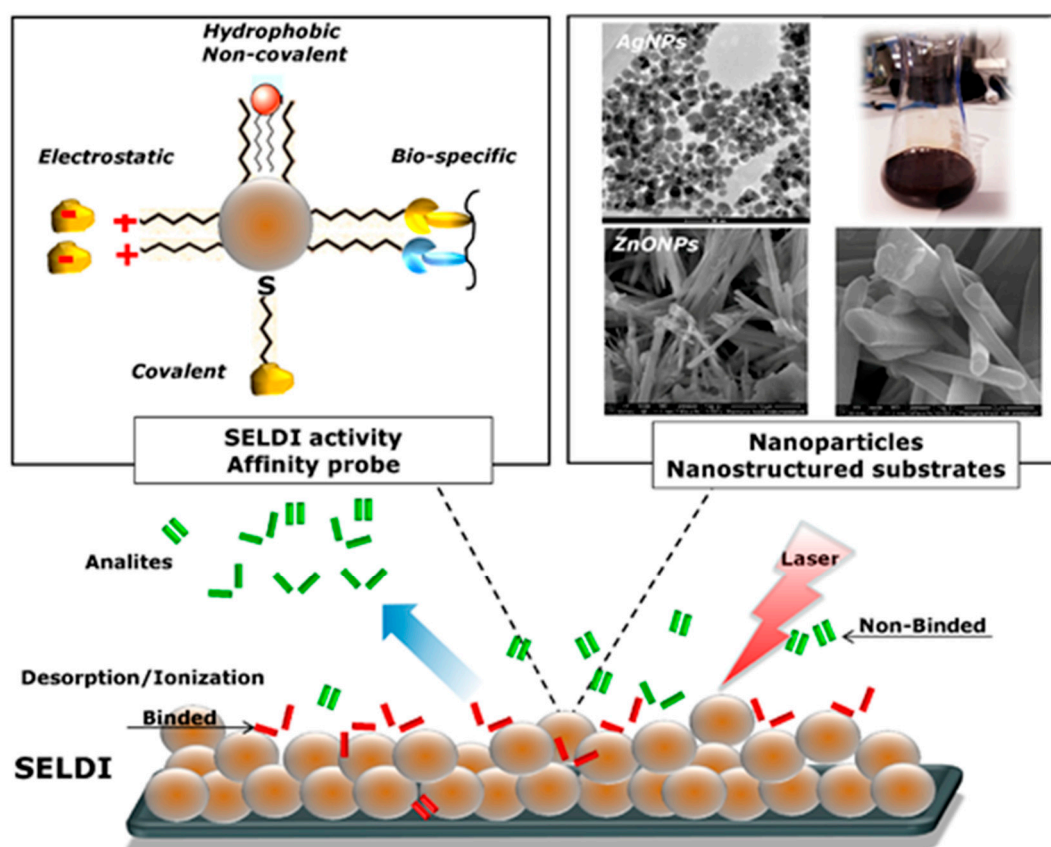 Hydrophobic
Non-covalent
Electrostatic
Bio-specific
-
+
-
+
S
Covalent
SELDI activity
Affinity probe
AgNPs
ZnONPs
Nanoparticles
Nanostructured substrates
Analites
Laser
Non-Binded
Desorption/Ionization
Binded
SELDI